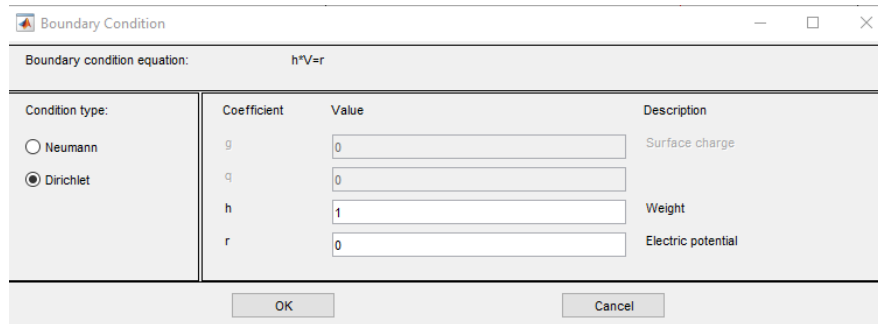 Boundary Condition
Boundary condition equation: h*V=r
Condition type:
Neumann
Dirichlet
Coefficient Value Description
g 0 Surface charge
q 0
h 1 Weight
r 0 Electric potential
OK Cancel